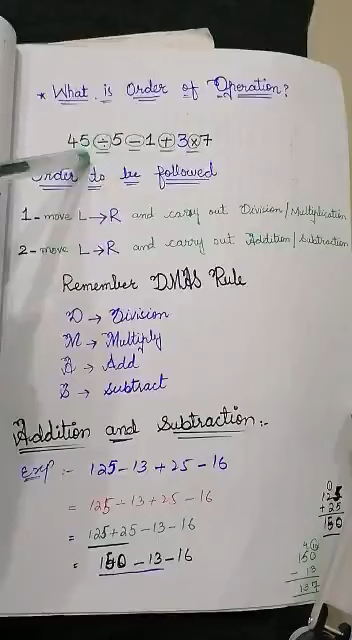 * What is Order of Operation?
45 ÷ 5 - 1 + 3 × 7
Order to be followed
1 - move L → R and carry out Division/Multiplication
2 - move L → R and carry out Addition/Subtraction
Remember DMAS Rule
D → Division
M → Multiply
A → Add
S → Subtract
Addition and Subtraction :-
Exp :- 125 - 13 + 25 - 16
= 125 - 13 + 25 - 16
= 125 + 25 - 13 - 16
= 150 - 13 - 16
0
125
+ 25
150
4 10
150
- 13
137